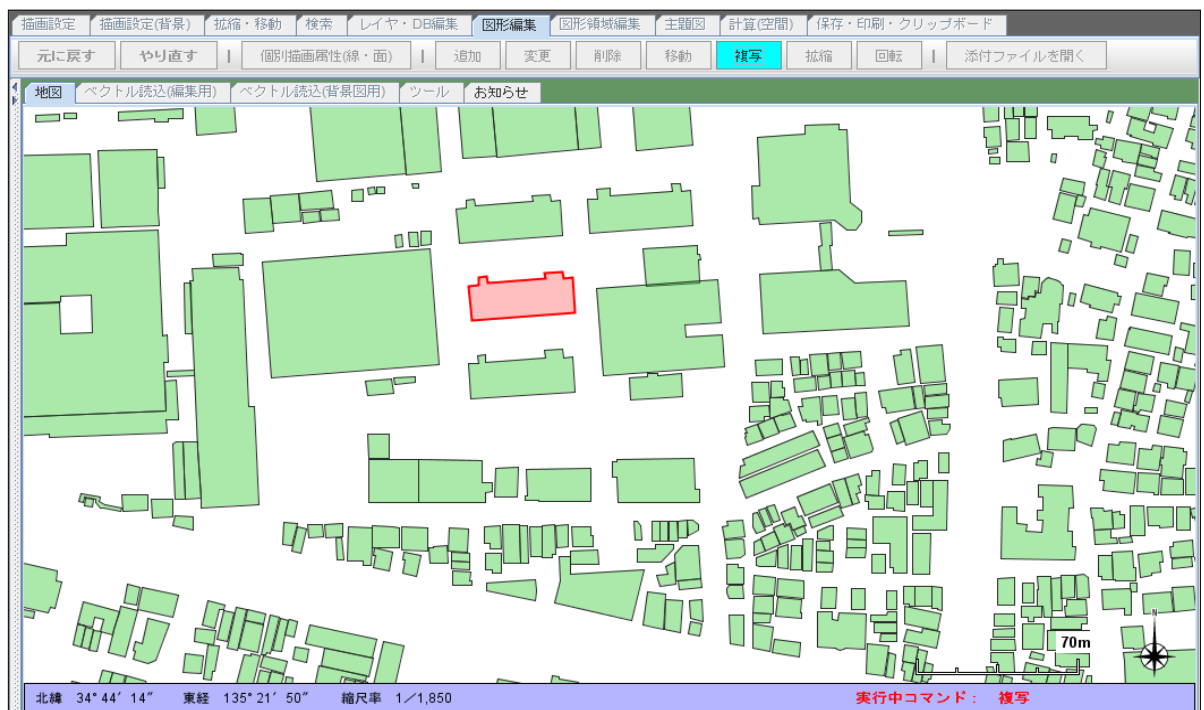 描画設定 描画設定(背景) 拡縮・移動 検索 レイヤ・DB編集 図形編集 図形領域編集 主題図 計算(空間) 保存・印刷・クリップボード
元に戻す やり直す | 個別描画属性(線・面) | 追加 変更 削除 移動 複写 拡縮 回転 | 添付ファイルを開く
地図 ベクトル読込(編集用) ベクトル読込(背景図用) ツール お知らせ
N
70m
北緯 34°44′14″ 東経 135°21′50″ 縮尺率 1／1,850 実行中コマンド： 複写